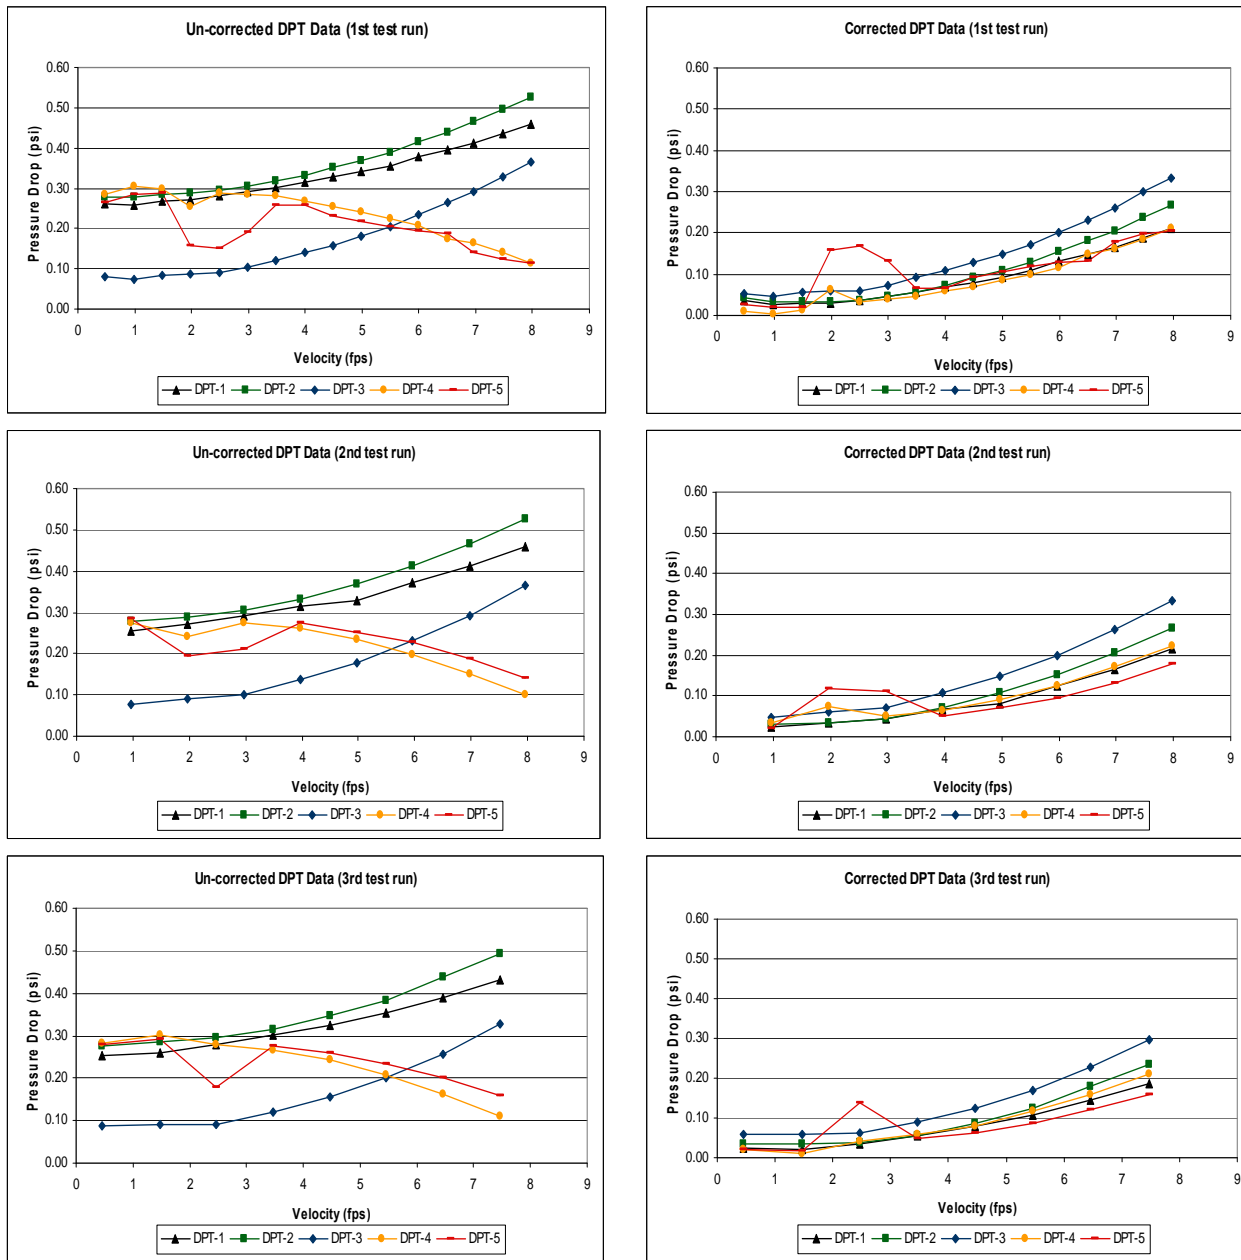 Un-corrected DPT Data (1st test run)
Pressure Drop (psi)
0.60
0.50
0.40
0.30
0.20
0.10
0.00
0 1 2 3 4 5 6 7 8 9
Velocity (fps)
DPT-1 DPT-2 DPT-3 DPT-4 DPT-5
Corrected DPT Data (1st test run)
Pressure Drop (psi)
0.60
0.50
0.40
0.30
0.20
0.10
0.00
0 1 2 3 4 5 6 7 8 9
Velocity (fps)
DPT-1 DPT-2 DPT-3 DPT-4 DPT-5
Un-corrected DPT Data (2nd test run)
Pressure Drop (psi)
0.60
0.50
0.40
0.30
0.20
0.10
0.00
0 1 2 3 4 5 6 7 8 9
Velocity (fps)
DPT-1 DPT-2 DPT-3 DPT-4 DPT-5
Corrected DPT Data (2nd test run)
Pressure Drop (psi)
0.60
0.50
0.40
0.30
0.20
0.10
0.00
0 1 2 3 4 5 6 7 8 9
Velocity (fps)
DPT-1 DPT-2 DPT-3 DPT-4 DPT-5
Un-corrected DPT Data (3rd test run)
Pressure Drop (psi)
0.60
0.50
0.40
0.30
0.20
0.10
0.00
0 1 2 3 4 5 6 7 8 9
Velocity (fps)
DPT-1 DPT-2 DPT-3 DPT-4 DPT-5
Corrected DPT Data (3rd test run)
Pressure Drop (psi)
0.60
0.50
0.40
0.30
0.20
0.10
0.00
0 1 2 3 4 5 6 7 8 9
Velocity (fps)
DPT-1 DPT-2 DPT-3 DPT-4 DPT-5